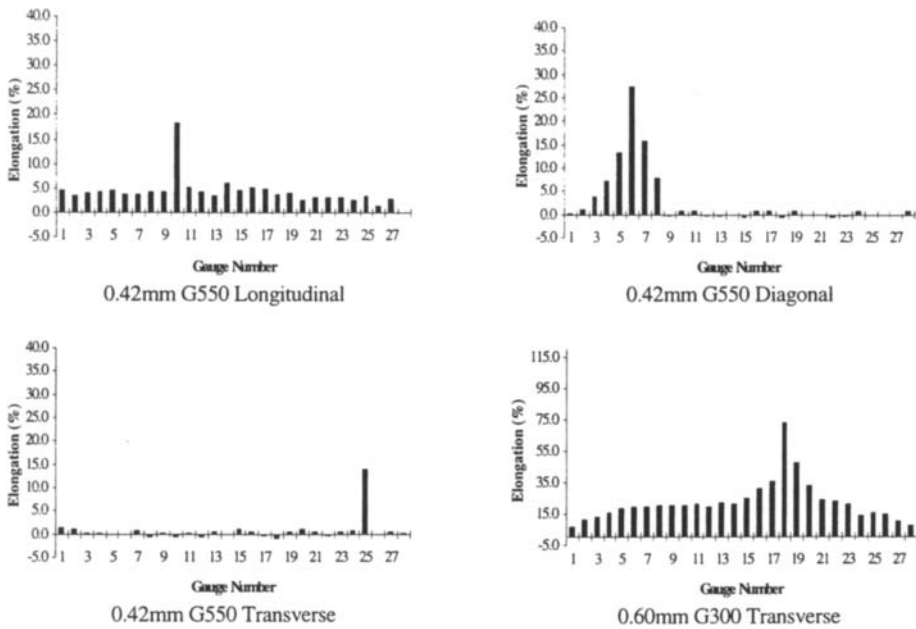 40.0
35.0
30.0
25.0
20.0
15.0
10.0
5.0
0.0
-5.0
Elongation (%)
1 3 5 7 9 11 13 15 17 19 21 23 25 27
Gauge Number
0.42mm G550 Longitudinal
40.0
35.0
30.0
25.0
20.0
15.0
10.0
5.0
0.0
-5.0
Elongation (%)
1 3 5 7 9 11 13 15 17 19 21 23 25 27
Gauge Number
0.42mm G550 Diagonal
40.0
35.0
30.0
25.0
20.0
15.0
10.0
5.0
0.0
-5.0
Elongation (%)
1 3 5 7 9 11 13 15 17 19 21 23 25 27
Gauge Number
0.42mm G550 Transverse
115.0
95.0
75.0
55.0
35.0
15.0
-5.0
Elongation (%)
1 3 5 7 9 11 13 15 17 19 21 23 25 27
Gauge Number
0.60mm G300 Transverse